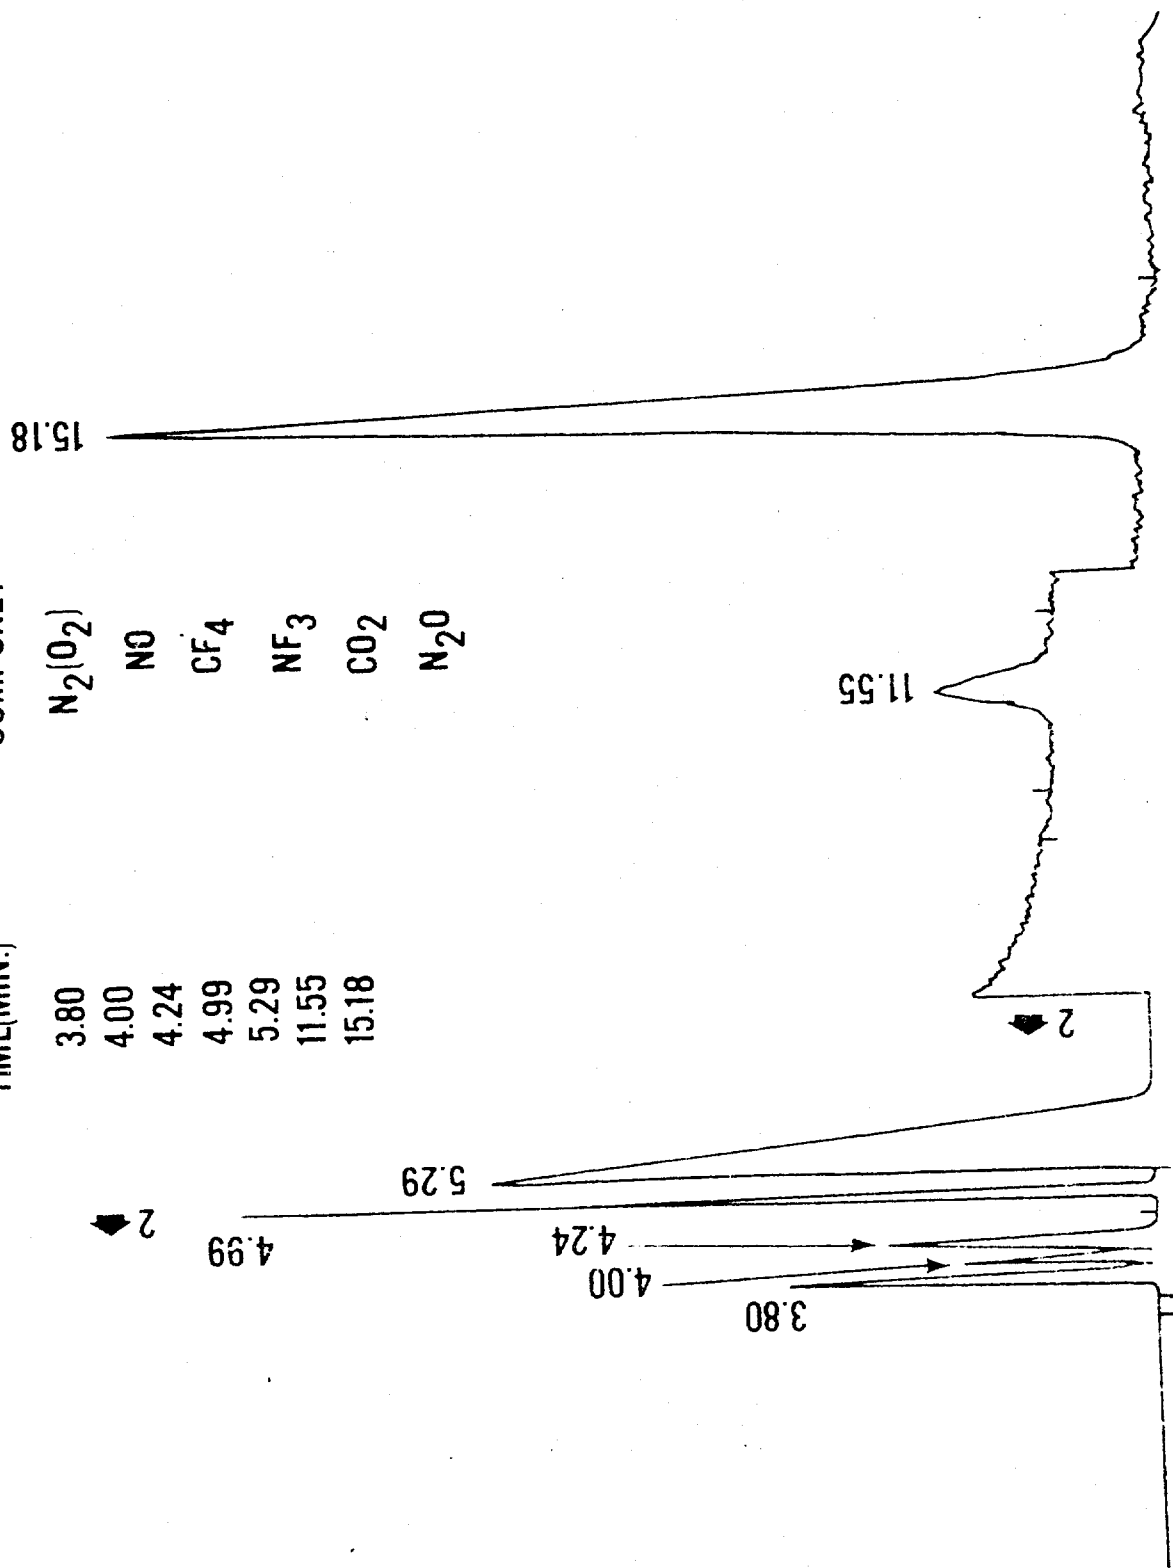 TIME(MIN.)
3.80
4.00
4.24
4.99
5.29
11.55
15.18
N₂(O₂)
NO
CF₄
NF₃
CO₂
N₂O
3.80
4.00
4.24
4.99
2
5.29
2
11.55
15.18